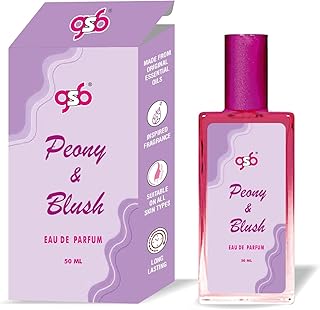 gsb®
Peony
&
Blush
EAU DE PARFUM
50 ML
MADE FROM
ORIGINAL
ESSENTIAL
OILS
INSPIRED
FRAGRANCE
SUITABLE
ON ALL
SKIN TYPES
LONG
LASTING
gsb®
Peony
&
Blush
EAU DE PARFUM
50 ML